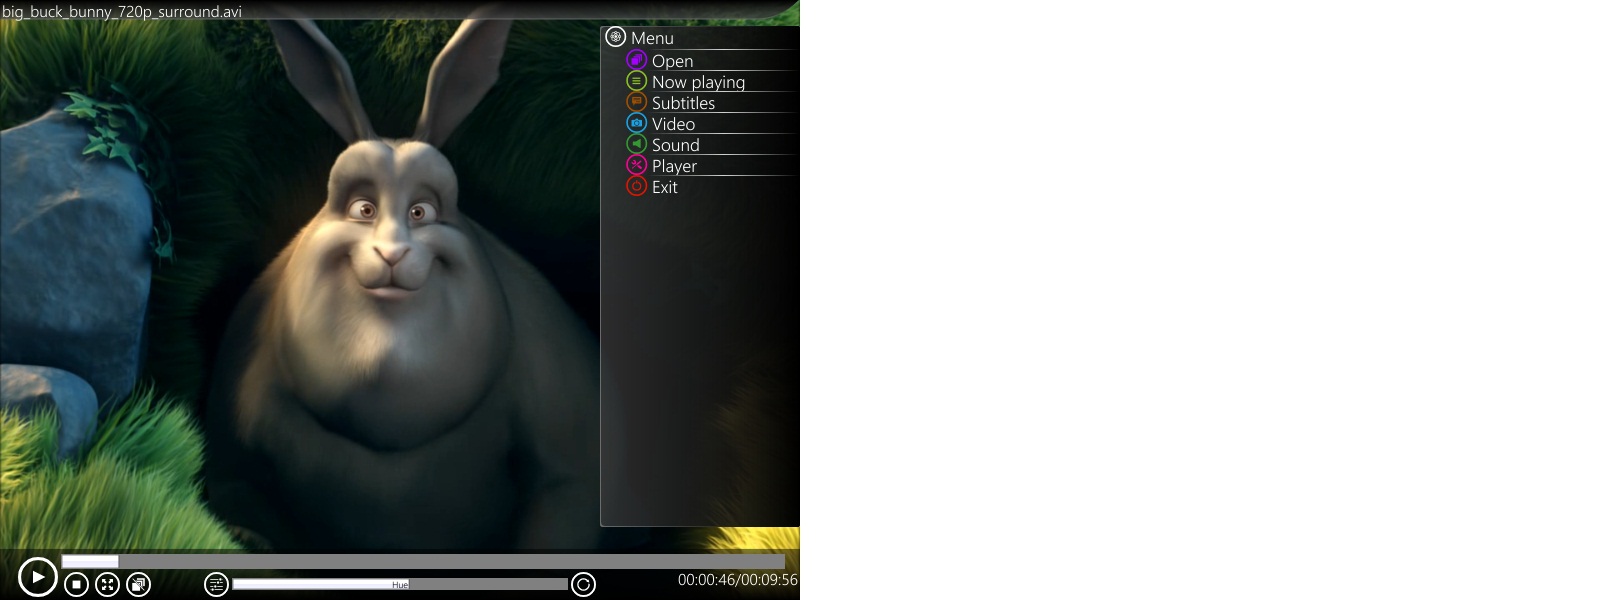 big_buck_bunny_720p_surround.avi
Menu
Open
Now playing
Subtitles
Video
Sound
Player
Exit
Hue
00:00:46/00:09:56